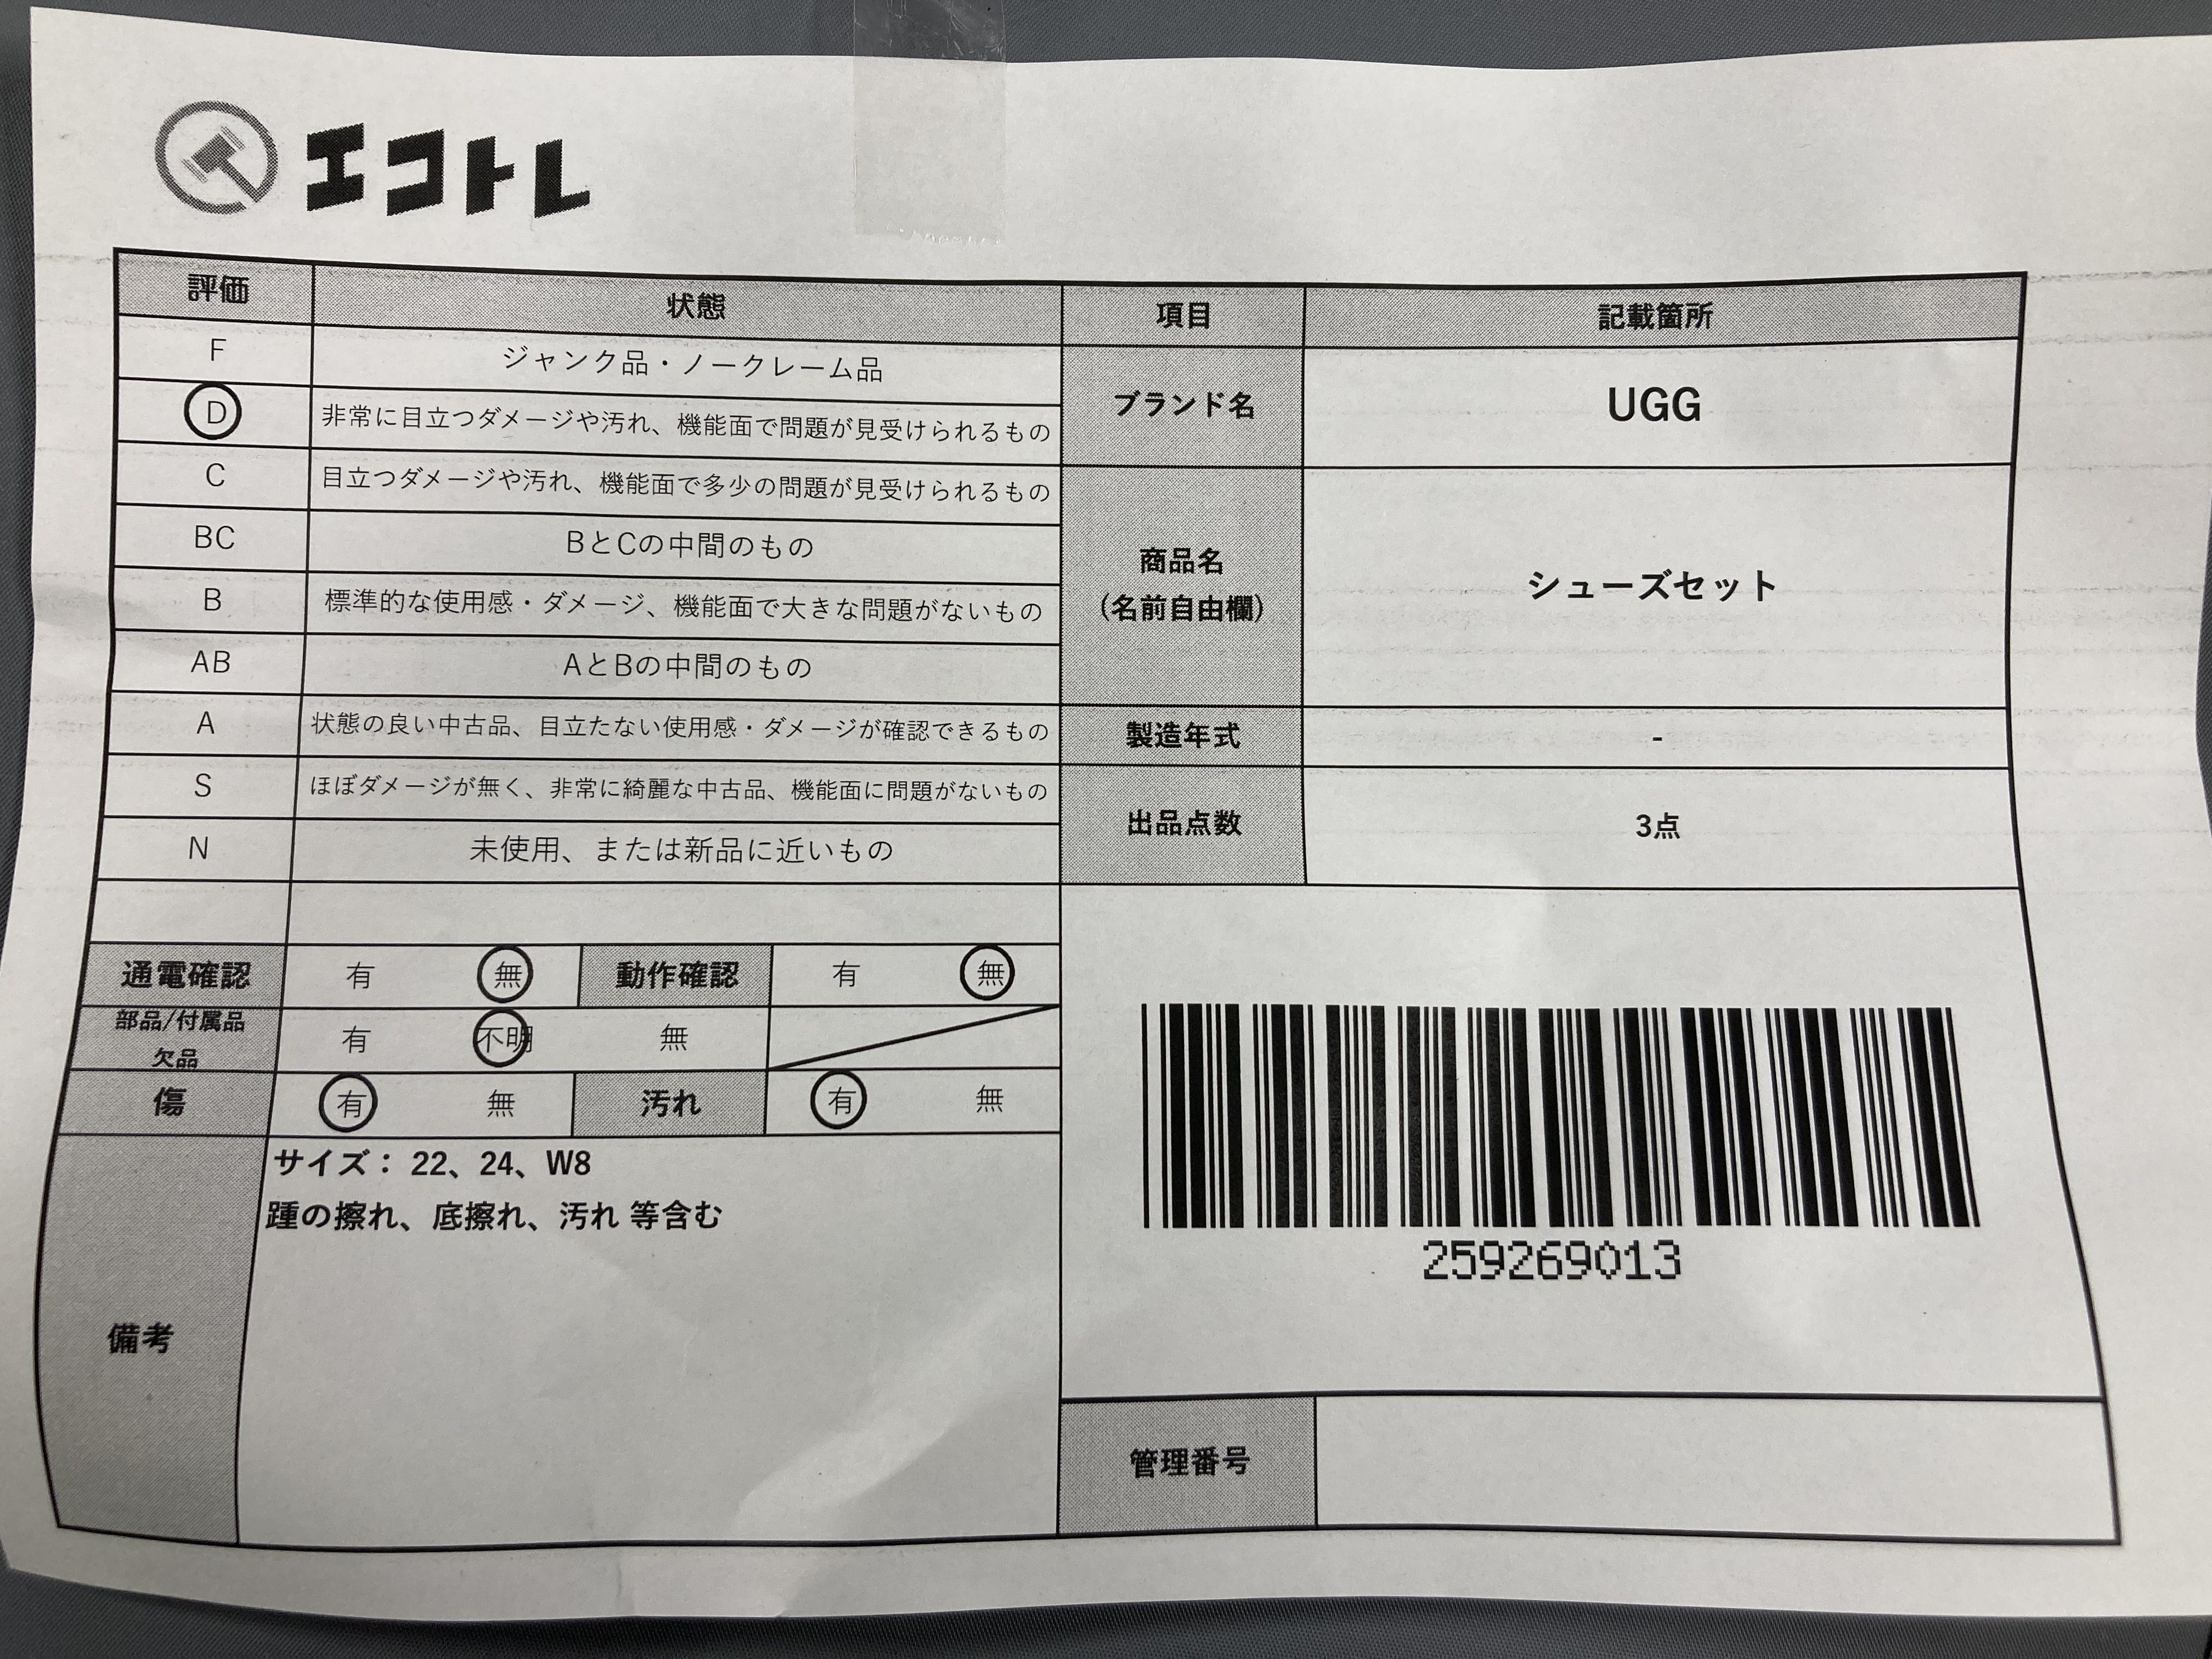 エコトレ
評価 状態 項目 記載箇所
F ジャンク品・ノークレーム品
D 非常に目立つダメージや汚れ、機能面で問題が見受けられるもの
ブランド名 UGG
C 目立つダメージや汚れ、機能面で多少の問題が見受けられるもの
BC BとCの中間のもの
B 標準的な使用感・ダメージ、機能面で大きな問題がないもの
商品名
(名前自由欄)
シューズセット
AB AとBの中間のもの
A 状態の良い中古品、目立たない使用感・ダメージが確認できるもの
製造年式 -
S ほぼダメージが無く、非常に綺麗な中古品、機能面に問題がないもの
出品点数 3点
N 未使用、または新品に近いもの
通電確認 有 無 動作確認 有 無
部品/付属品
欠品
有 不明 無
傷 有 無 汚れ 有 無
備考
サイズ： 22、24、W8
踵の擦れ、底擦れ、汚れ 等含む
259269013
管理番号